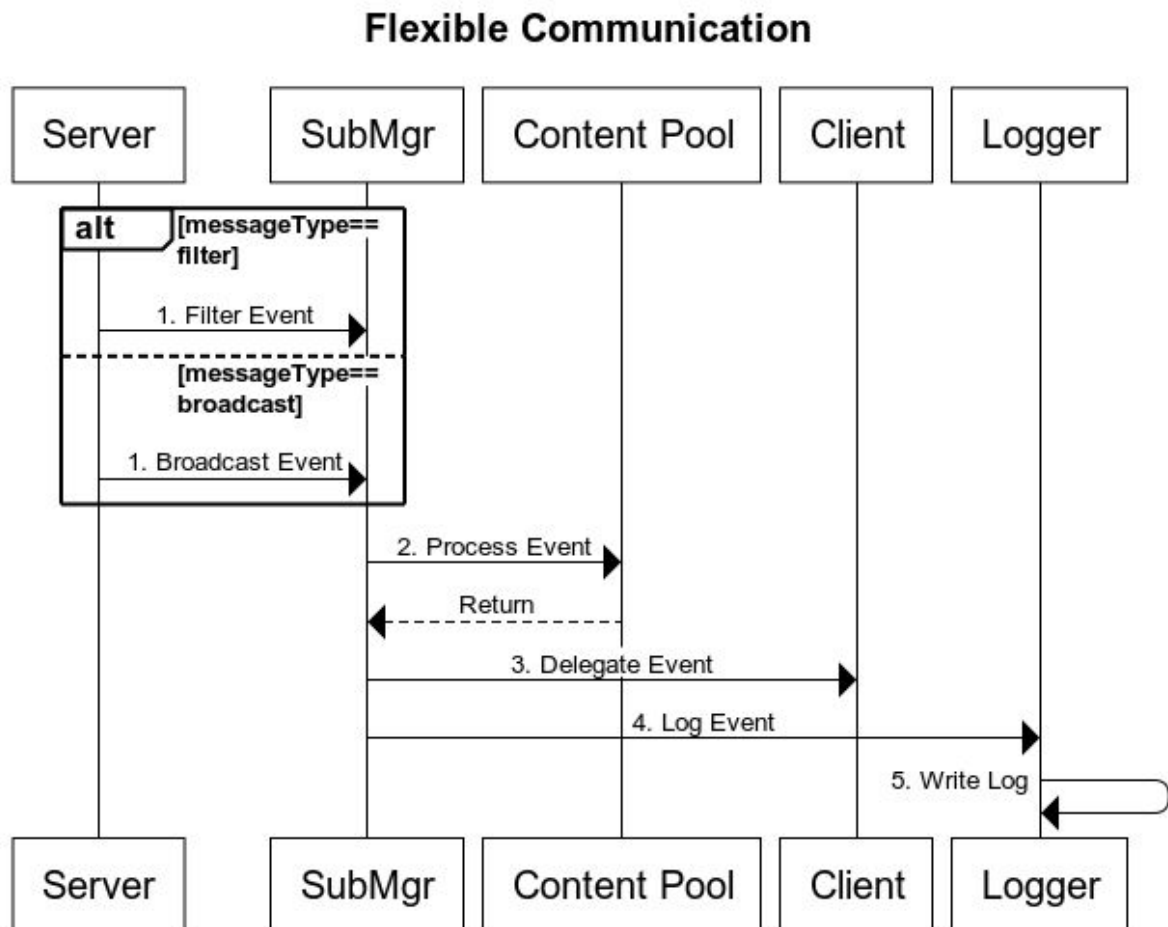 Flexible Communication
Server
SubMgr
Content Pool
Client
Logger
alt
[messageType==
filter]
1. Filter Event
[messageType==
broadcast]
1. Broadcast Event
2. Process Event
Return
3. Delegate Event
4. Log Event
5. Write Log
Server
SubMgr
Content Pool
Client
Logger